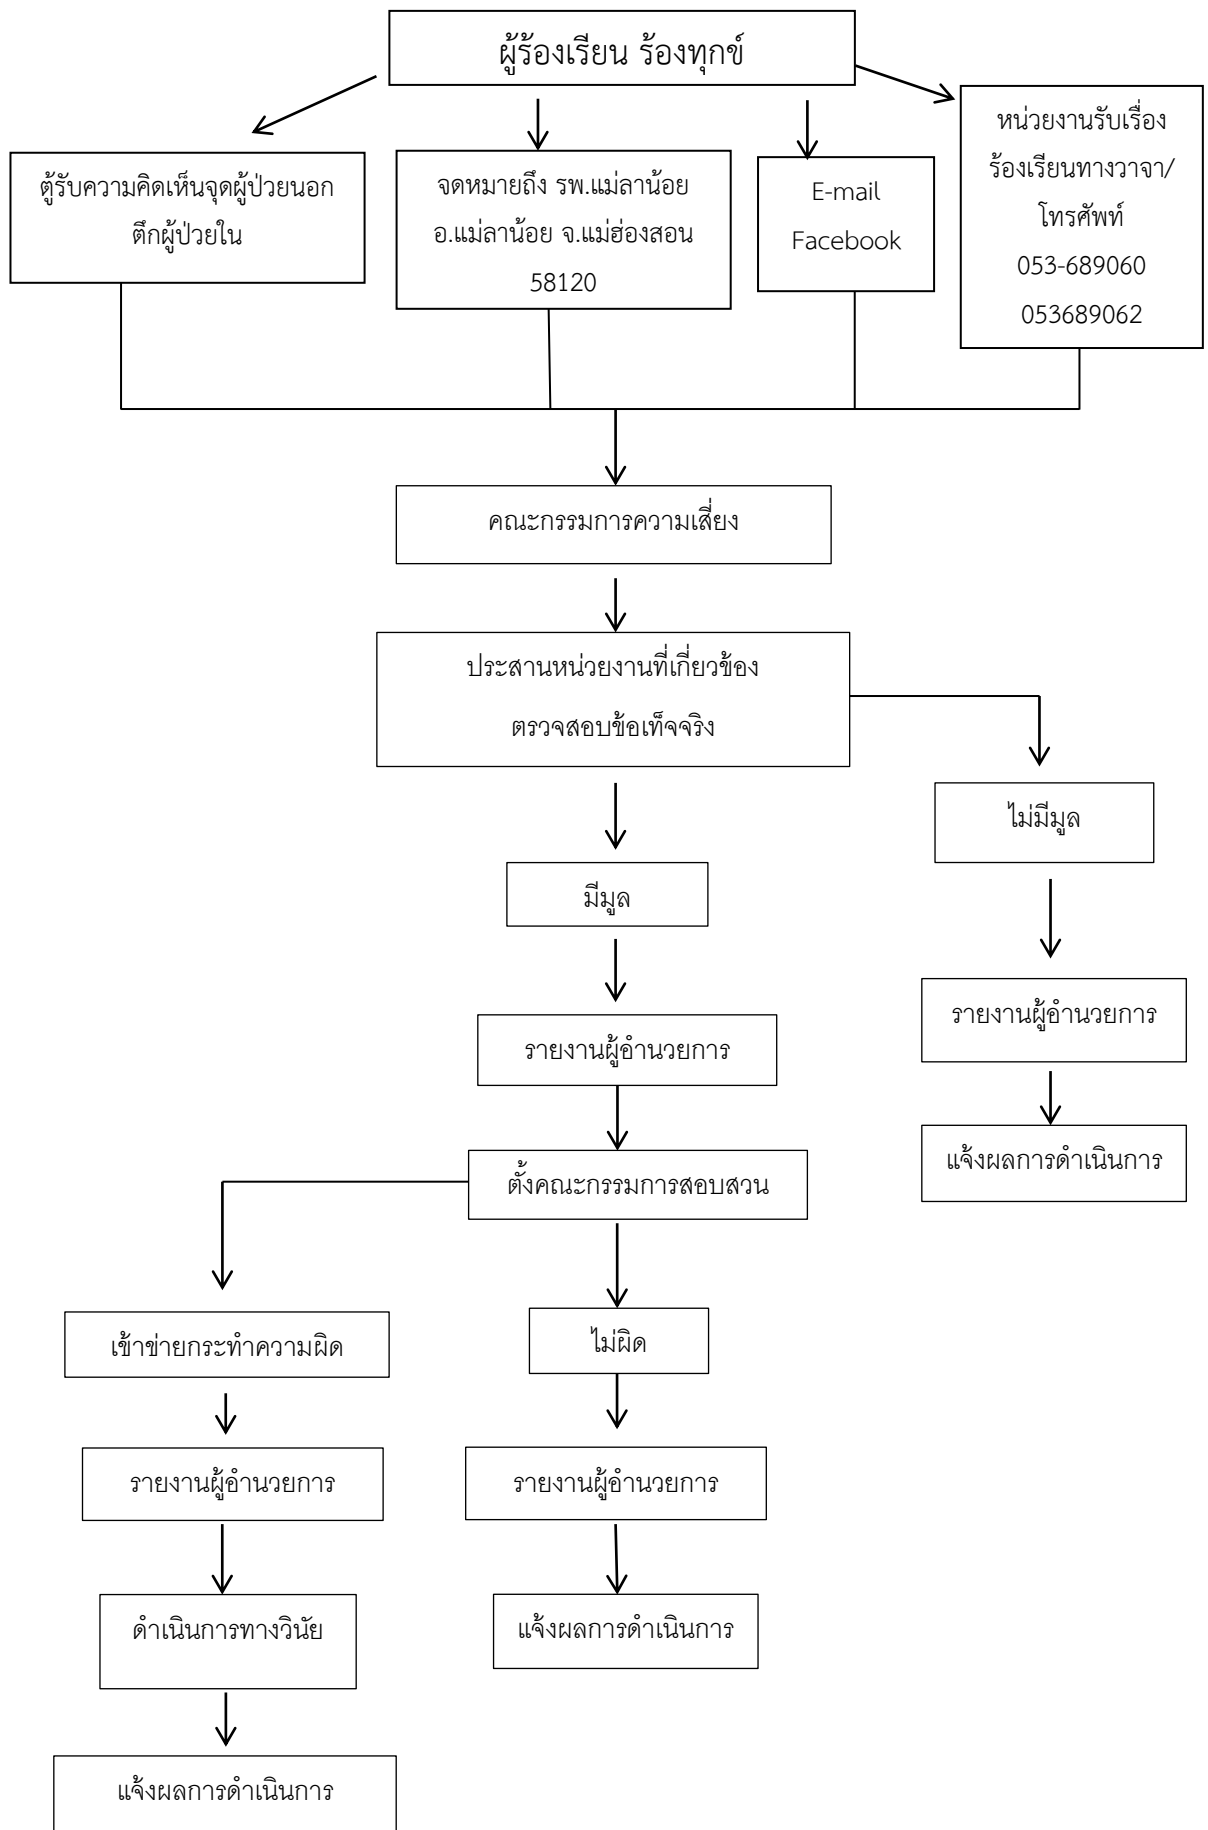 ผู้ร้องเรียน ร้องทุกข์
ตู้รับความคิดเห็นจุดผู้ป่วยนอก
ตึกผู้ป่วยใน
จดหมายถึง รพ.แม่ลาน้อย
อ.แม่ลาน้อย จ.แม่ฮ่องสอน
58120
E-mail
Facebook
หน่วยงานรับเรื่อง
ร้องเรียนทางวาจา/
โทรศัพท์
053-689060
053689062
คณะกรรมการความเสี่ยง
ประสานหน่วยงานที่เกี่ยวข้อง
ตรวจสอบข้อเท็จจริง
ไม่มีมูล
มีมูล
รายงานผู้อำนวยการ
รายงานผู้อำนวยการ
แจ้งผลการดำเนินการ
ตั้งคณะกรรมการสอบสวน
เข้าข่ายกระทำความผิด
ไม่ผิด
รายงานผู้อำนวยการ
รายงานผู้อำนวยการ
ดำเนินการทางวินัย
แจ้งผลการดำเนินการ
แจ้งผลการดำเนินการ